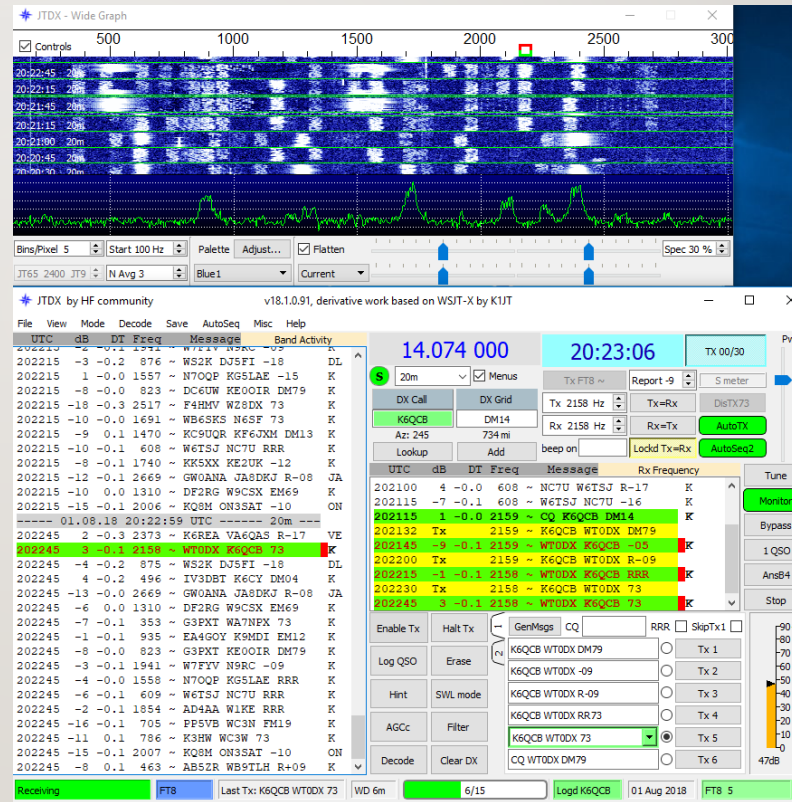 JTDX - Wide Graph
Controls
500 1000 1500 2000 2500 300
20:22:45 20m
20:22:15 20m
20:21:45 20m
20:21:15 20m
20:21:00 20m
20:20:45 20m
20:20:30 20m
Bins/Pixel 5 Start 100 Hz Palette Adjust... Flatten Spec 30 %
JT65 2400 JT9 N Avg 3 Blue1 Current
JTDX by HF community v18.1.0.91, derivative work based on WSJT-X by K1JT
File View Mode Decode Save AutoSeq Misc Help
UTC dB DT Freq Message Band Activity
202215 -2 -0.1 1941 ~ W7FYV N9RC -09 K
202215 -3 -0.2 876 ~ WS2K DJ5FI -18 DL
202215 1 -0.0 1557 ~ N7OQP KG5LAE -15 K
202215 -8 -0.0 823 ~ DC6UW KE0OIR DM79 K
202215 -18 -0.3 2517 ~ F4HMV WZ8DX 73 K
202215 -10 -0.0 1691 ~ WB6SKS N6SF 73 K
202215 -9 0.1 1470 ~ KC9UQR KF6JXM DM13 K
202215 -10 -0.1 608 ~ W6TSJ NC7U RRR K
202215 -8 -0.1 1740 ~ KK5XX KE2UK -12 K
202215 -12 -0.1 2669 ~ GW0ANA JA8DKJ R-08 JA
202215 -10 0.0 1310 ~ DF2RG W9CSX EM69 K
202215 -15 -0.1 2006 ~ KQ8M ON3SAT -10 ON
----- 01.08.18 20:22:59 UTC ------ 20m ---
202245 2 -0.3 2377 ~ K6REA VA6QAS R-17 VE
202245 3 -0.1 2158 ~ WT0DX K6QCB 73 K
202245 -4 -0.2 875 ~ WS2K DJ5FI -18 DL
202245 4 -0.2 496 ~ IV3DBT K6CY DM04 K
202245 -13 -0.0 2669 ~ GW0ANA JA8DKJ R-08 JA
202245 -6 0.0 1310 ~ DF2RG W9CSX EM69 K
202245 -7 -0.1 353 ~ G3PXT WA7NPX 73 K
202245 -1 -0.1 935 ~ EA4GOY K9MDI EM12 K
202245 -8 -0.0 823 ~ G3PXT KE0OIR DM79 K
202245 -3 -0.1 1941 ~ W7FYV N9RC -09 K
202245 -4 -0.0 1558 ~ N7OQP KG5LAE RRR K
202245 -6 -0.1 609 ~ W6TSJ NC7U RRR K
202245 -2 -0.1 1854 ~ AD4AA W1KE RRR K
202245 -16 -0.1 705 ~ PP5VB WC3N FM19 K
202245 -11 0.1 786 ~ K3HW WC3W 73 K
202245 -15 -0.1 2007 ~ KQ8M ON3SAT -10 ON
202245 -8 0.1 463 ~ AB5ZR WB9TLH R+09 K
14.074 000 20:23:06 TX 00/30 Pw
S 20m Menus Tx FT8 ~ Report -9 S meter
DX Call DX Grid Tx 2158 Hz Tx=Rx DisTX73
K6QCB DM14 Rx 2158 Hz Rx=Tx AutoTX
Az: 245 734 mi
Lookup Add beep on Lockd Tx=Rx AutoSeq2
UTC dB DT Freq Message Rx Frequency
202100 4 -0.0 608 ~ NC7U W6TSJ R-17 K
202115 -7 -0.1 608 ~ W6TSJ NC7U -16 K
202115 1 -0.0 2159 ~ CQ K6QCB DM14 K
202132 Tx 2159 ~ K6QCB WT0DX DM79
202145 -9 -0.1 2159 ~ WT0DX K6QCB -05 K
202200 Tx 2159 ~ K6QCB WT0DX R-09
202215 -1 -0.1 2158 ~ WT0DX K6QCB RRR K
202230 Tx 2158 ~ K6QCB WT0DX 73
202245 3 -0.1 2158 ~ WT0DX K6QCB 73 K
Tune
Monitor
Bypass
1 QSO
AnsB4
Stop
Enable Tx Halt Tx 1 GenMsgs CQ RRR SkipTx1
2
K6QCB WT0DX DM79 Tx 1
Log QSO Erase K6QCB WT0DX -09 Tx 2
Hint SWL mode K6QCB WT0DX R-09 Tx 3
AGCc Filter K6QCB WT0DX RR73 Tx 4
K6QCB WT0DX 73 Tx 5
Decode Clear DX CQ WT0DX DM79 Tx 6
90
80
70
60
50
40
30
20
10
0
47dB
Receiving FT8 Last Tx: K6QCB WT0DX 73 WD 6m 6/15 Logd K6QCB 01 Aug 2018 FT8 5